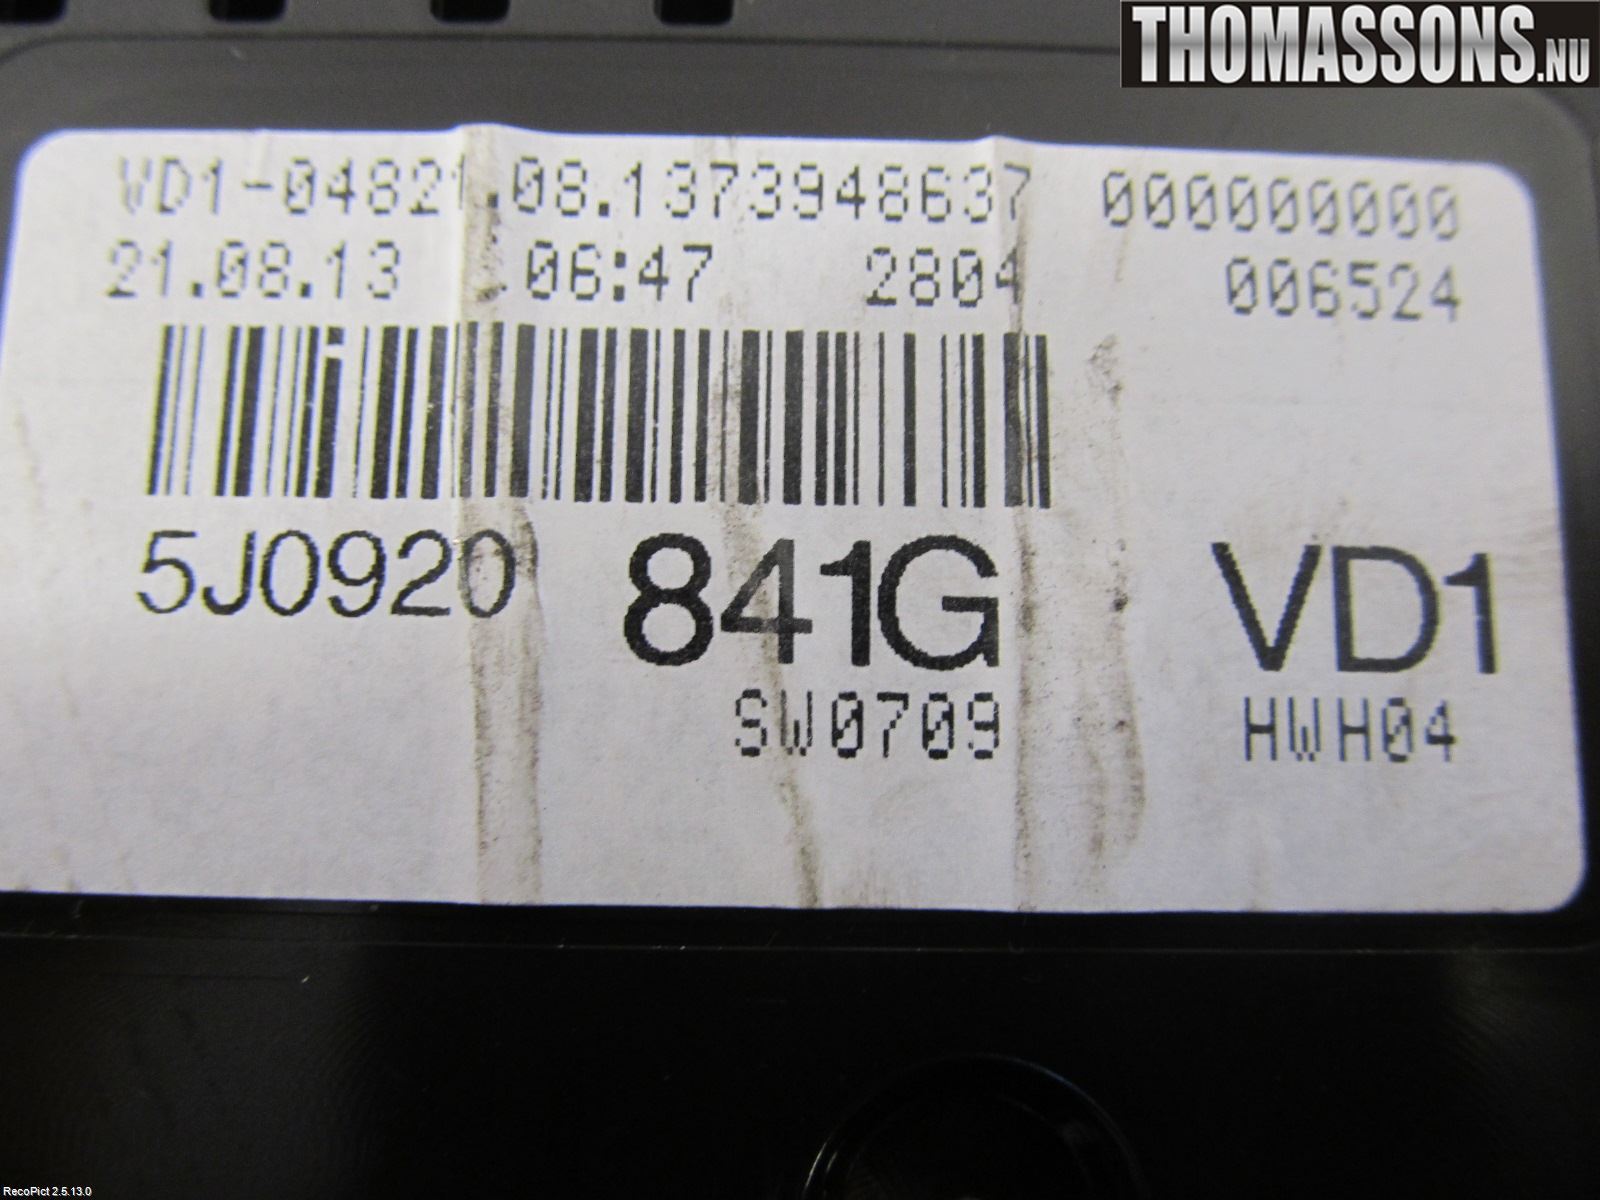 THOMASSONS.NU
VD1-04821.08.1373948637 000000000
21.08.13 06:47 2804 006524
5J0920 841G VD1
SW0709 HWH04
RecoPict 2.5.13.0